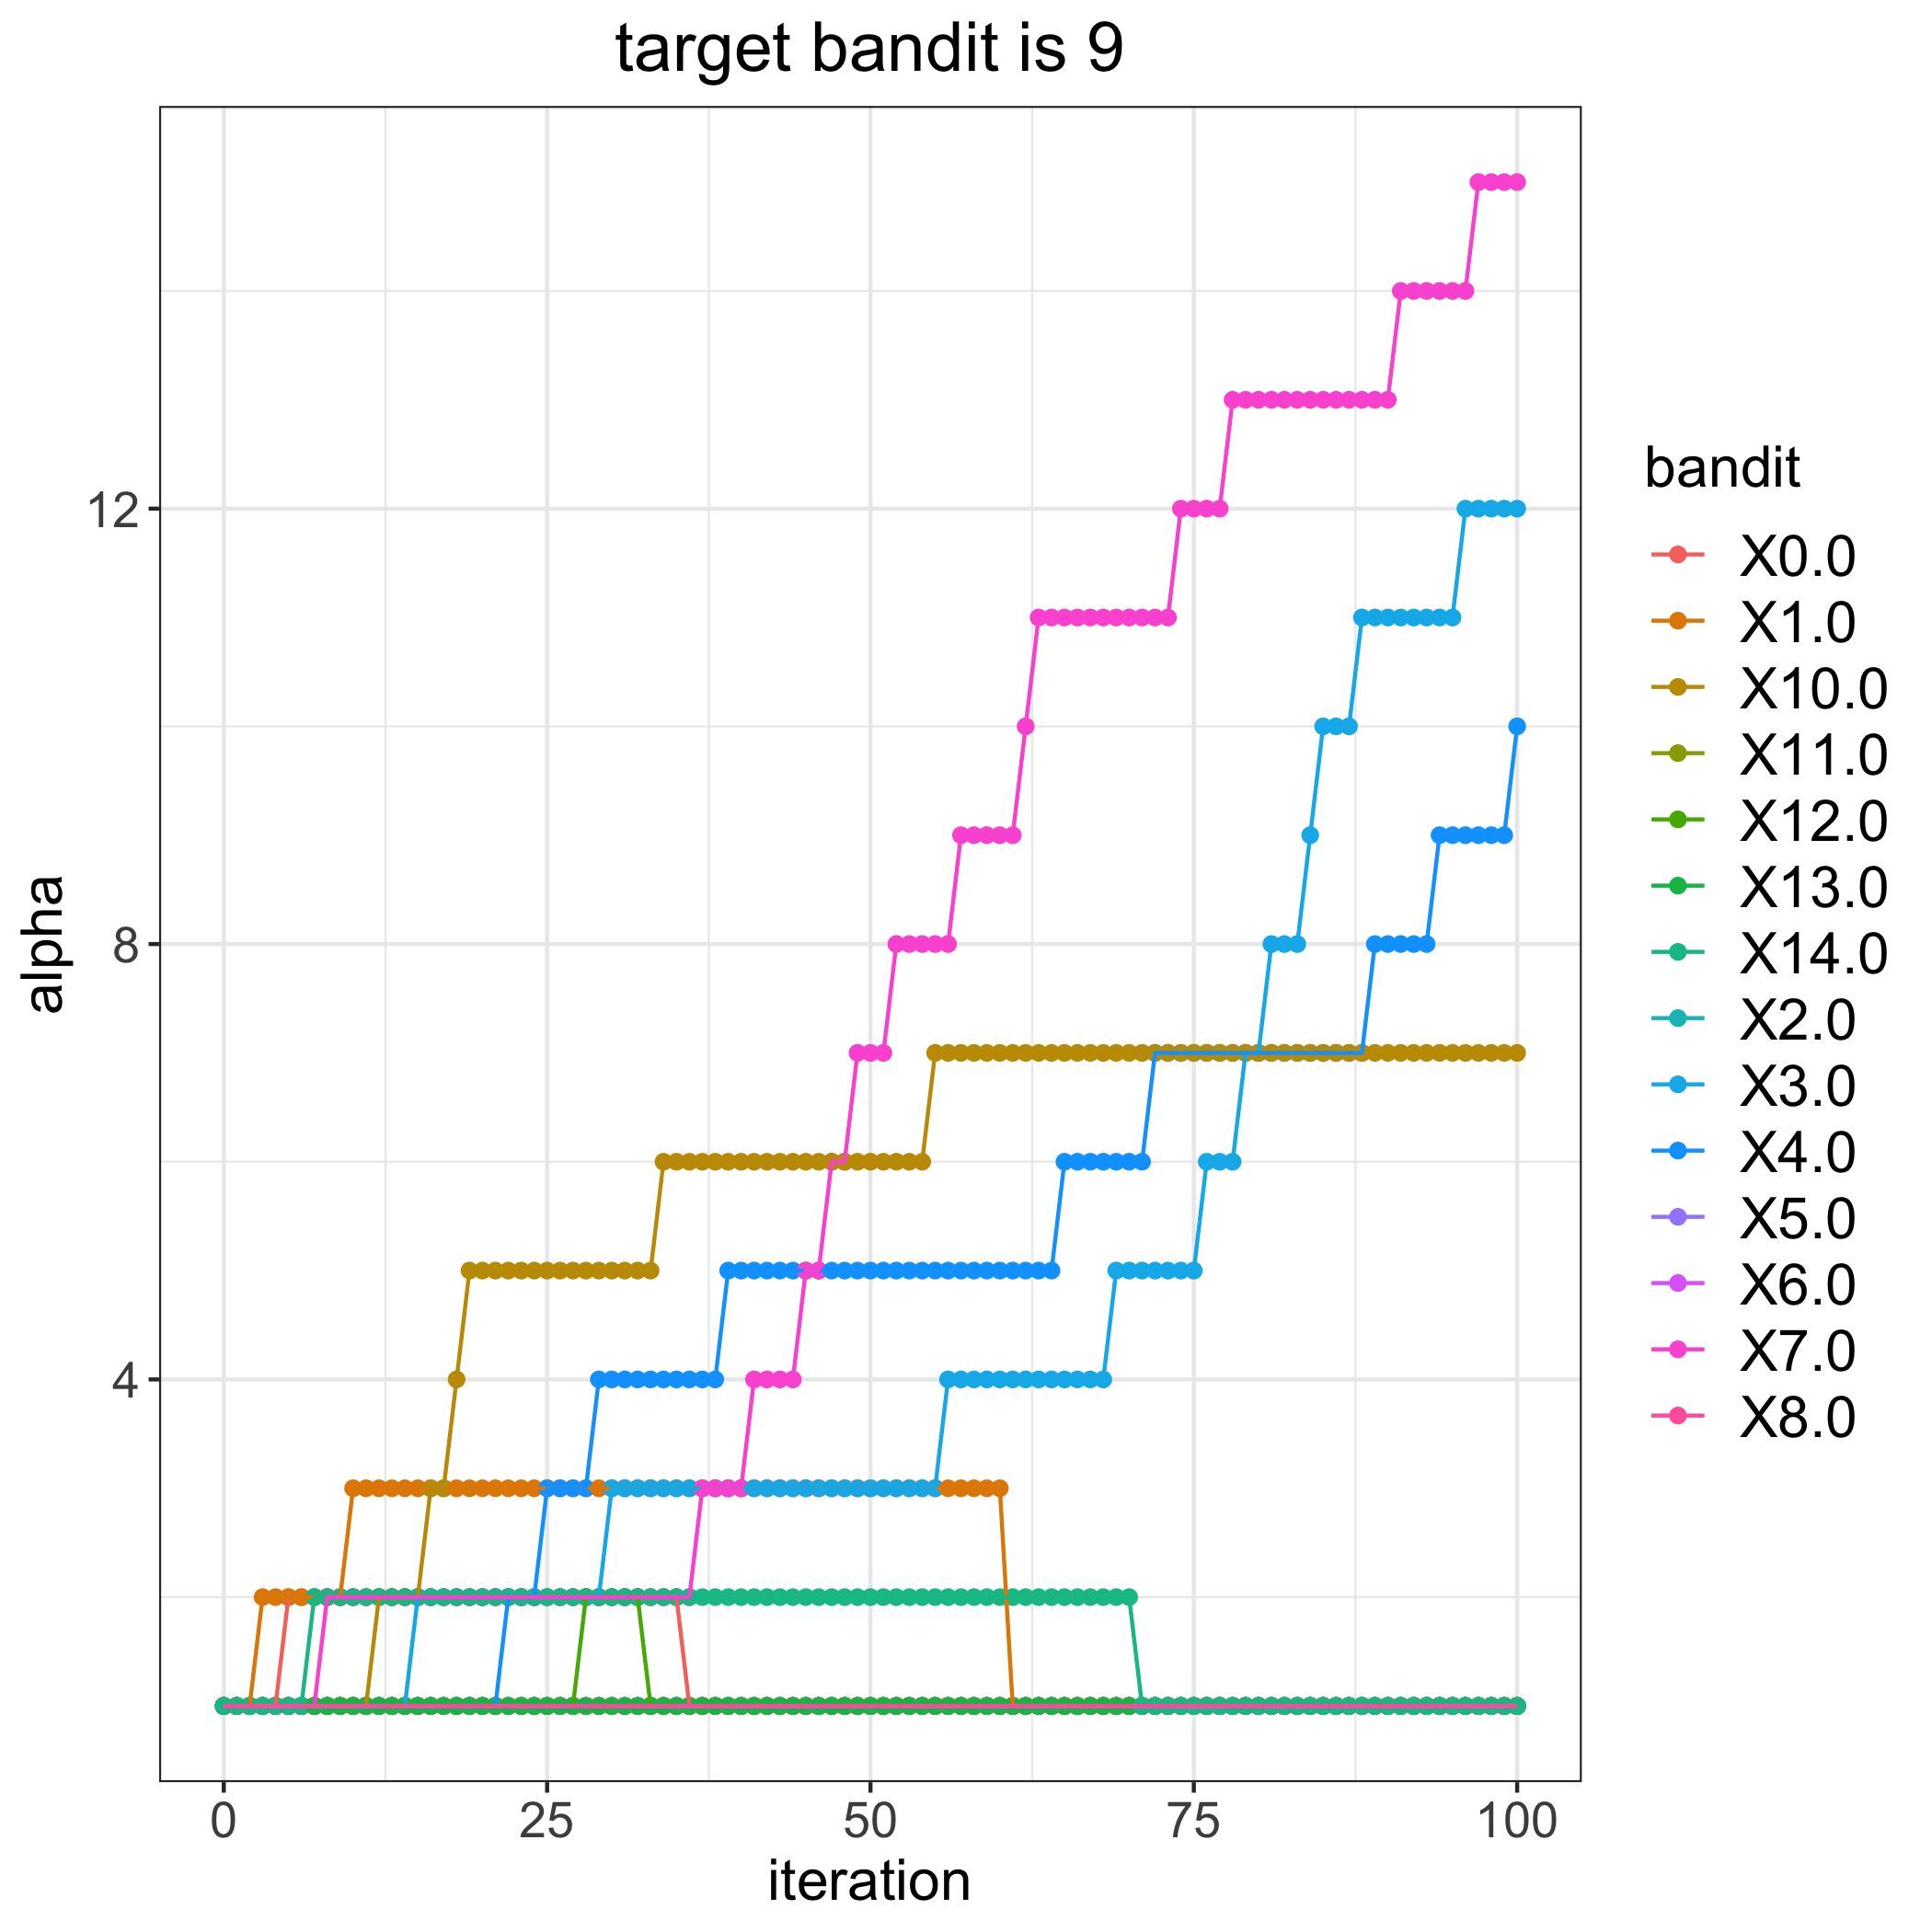 target bandit is 9
12
8
4
alpha
0 25 50 75 100
iteration
bandit
X0.0
X1.0
X10.0
X11.0
X12.0
X13.0
X14.0
X2.0
X3.0
X4.0
X5.0
X6.0
X7.0
X8.0